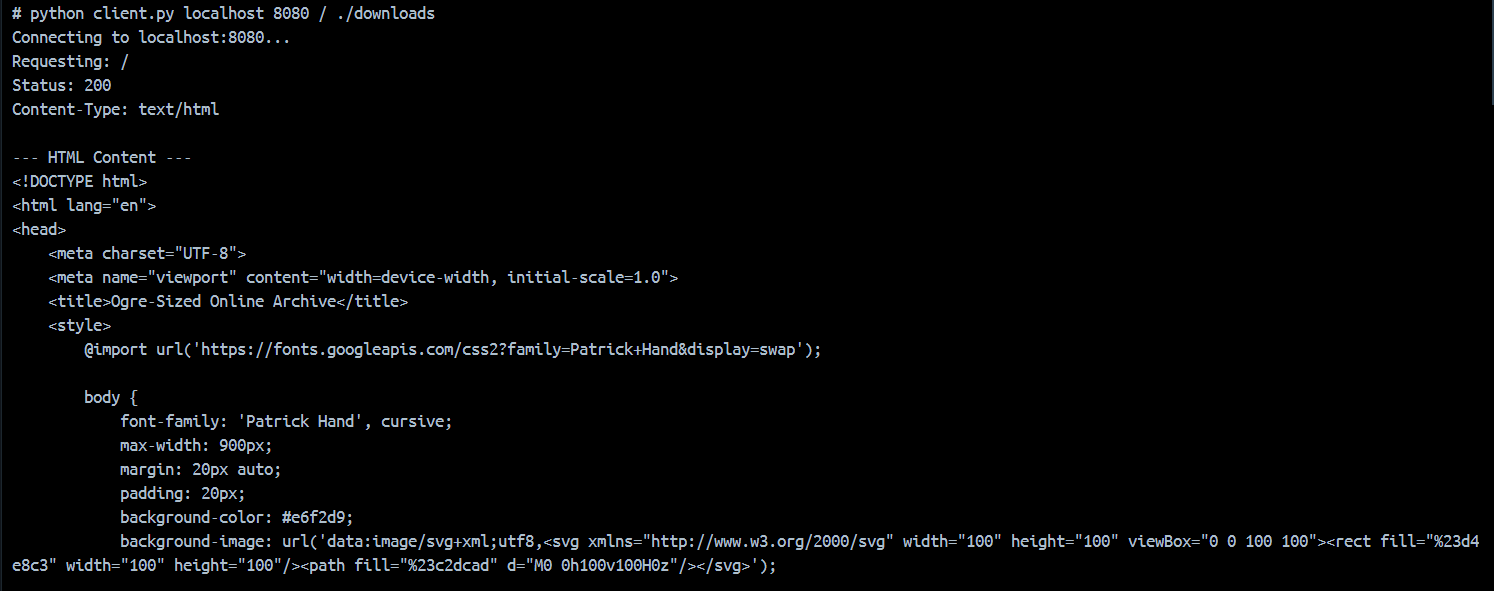 # python client.py localhost 8080 / ./downloads
Connecting to localhost:8080...
Requesting: /
Status: 200
Content-Type: text/html

--- HTML Content ---
<!DOCTYPE html>
<html lang="en">
<head>
    <meta charset="UTF-8">
    <meta name="viewport" content="width=device-width, initial-scale=1.0">
    <title>Ogre-Sized Online Archive</title>
    <style>
        @import url('https://fonts.googleapis.com/css2?family=Patrick+Hand&display=swap');

        body {
            font-family: 'Patrick Hand', cursive;
            max-width: 900px;
            margin: 20px auto;
            padding: 20px;
            background-color: #e6f2d9;
            background-image: url('data:image/svg+xml;utf8,<svg xmlns="http://www.w3.org/2000/svg" width="100" height="100" viewBox="0 0 100 100"><rect fill="%23d4
e8c3" width="100" height="100"/><path fill="%23c2dcad" d="M0 0h100v100H0z"/></svg>');